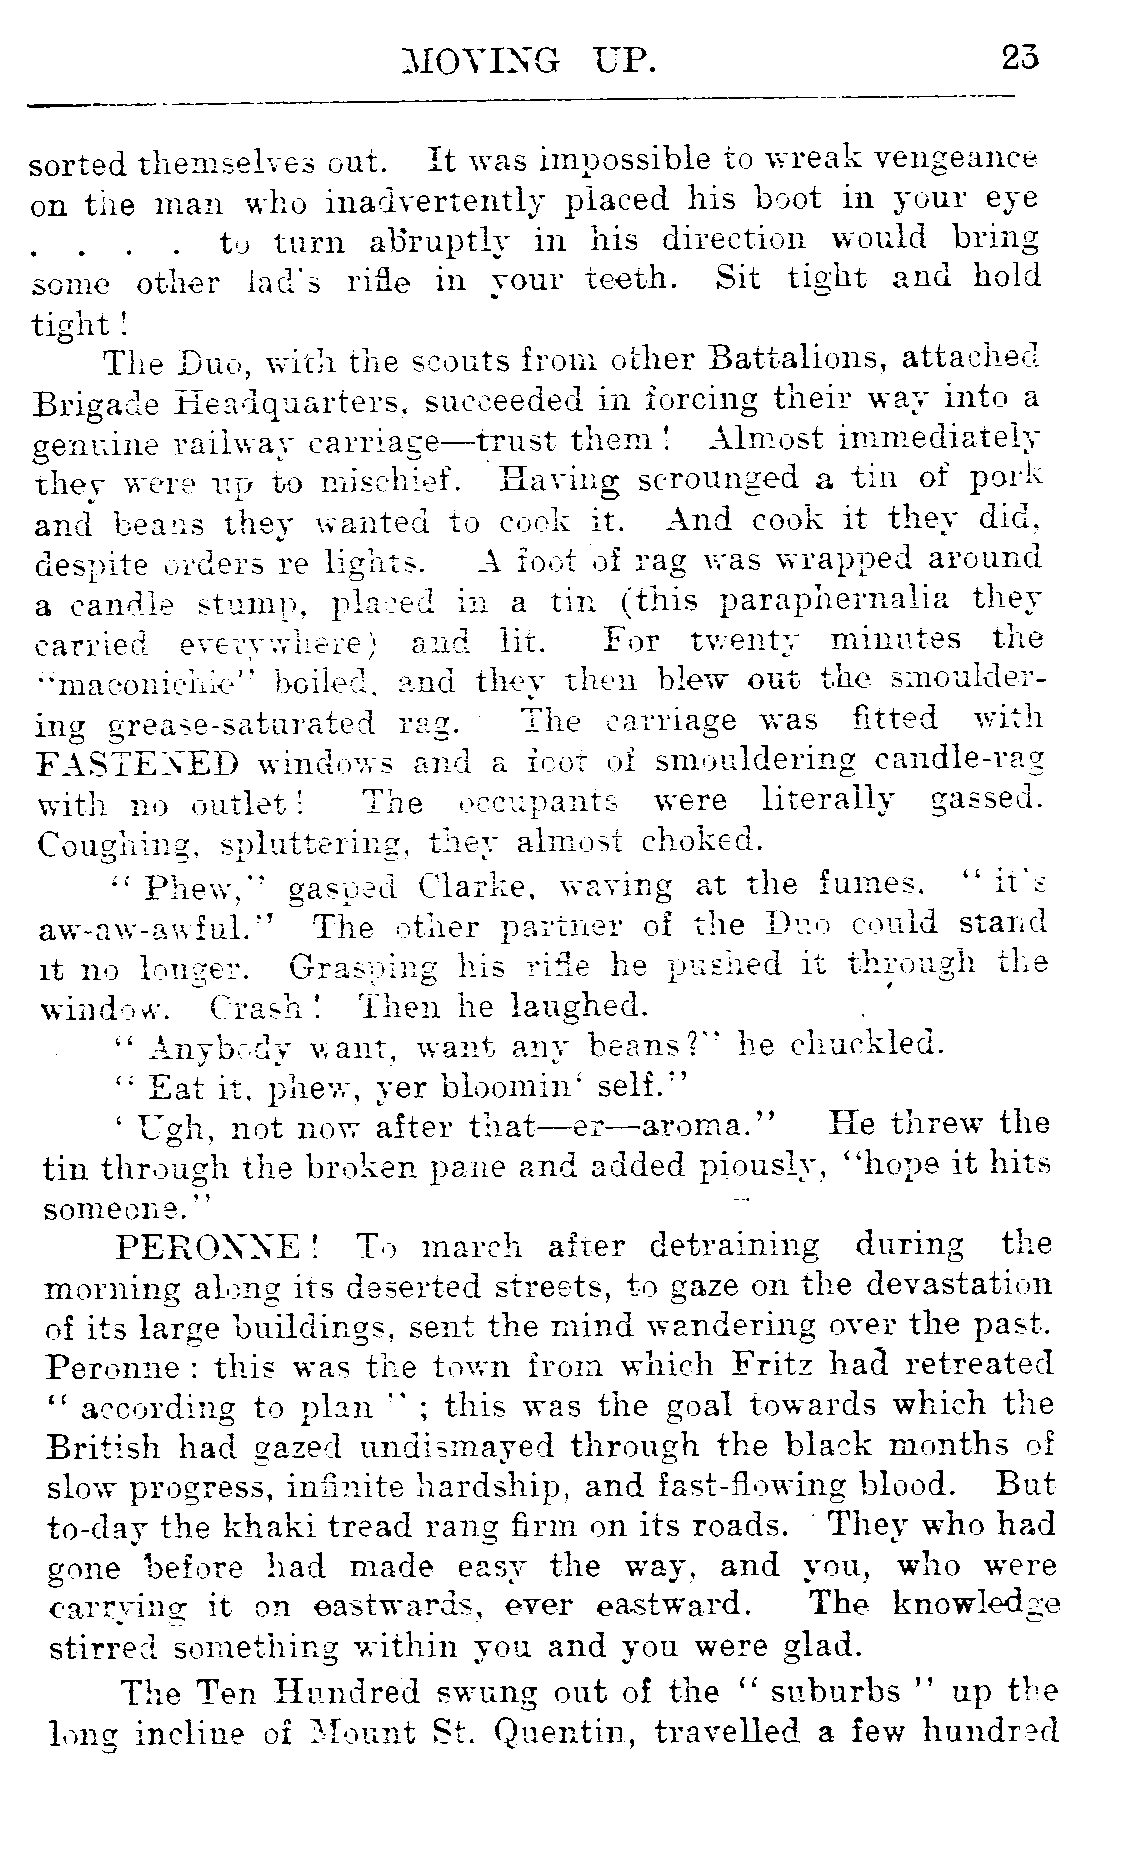 MOVING UP. 23
sorted themselves out. It was impossible to wreak vengeance
on the man who inadvertently placed his boot in your eye
. . . . to turn abruptly in his direction would bring
some other lad's rifle in your teeth. Sit tight and hold
tight!
The Duo, with the scouts from other Battalions, attached
Brigade Headquarters, succeeded in forcing their way into a
genuine railway carriage—trust them! Almost immediately
they were up to mischief. Having scrounged a tin of pork
and beans they wanted to cook it. And cook it they did,
despite orders re lights. A foot of rag was wrapped around
a candle stump, placed in a tin (this paraphernalia they
carried everywhere) and lit. For twenty minutes the
"maconichie" boiled, and they then blew out the smoulder-
ing grease-saturated rag. The carriage was fitted with
FASTENED windows and a foot of smouldering candle-rag
with no outlet! The occupants were literally gassed.
Coughing, spluttering, they almost choked.
" Phew," gasped Clarke, waving at the fumes. " it's
aw-aw-awful." The other partner of the Duo could stand
it no longer. Grasping his rifle he pushed it through the
window. Crash! Then he laughed.
" Anybody want, want any beans?" he chuckled.
" Eat it, phew, yer bloomin' self."
' Ugh, not now after that—er—aroma." He threw the
tin through the broken pane and added piously, "hope it hits
someone."
PERONNE! To march after detraining during the
morning along its deserted streets, to gaze on the devastation
of its large buildings, sent the mind wandering over the past.
Peronne: this was the town from which Fritz had retreated
" according to plan "; this was the goal towards which the
British had gazed undismayed through the black months of
slow progress, infinite hardship, and fast-flowing blood. But
to-day the khaki tread rang firm on its roads. They who had
gone before had made easy the way, and you, who were
carrying it on eastwards, ever eastward. The knowledge
stirred something within you and you were glad.
The Ten Hundred swung out of the " suburbs " up the
long incline of Mount St. Quentin, travelled a few hundred